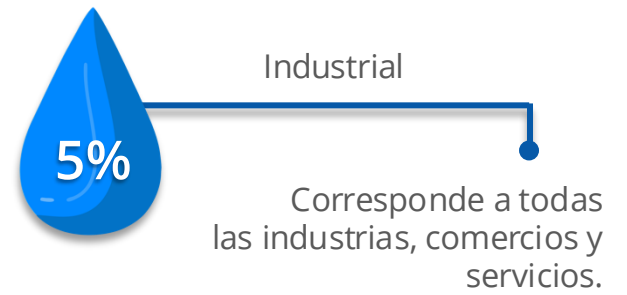 Industrial
5%
Corresponde a todas
las industrias, comercios y
servicios.